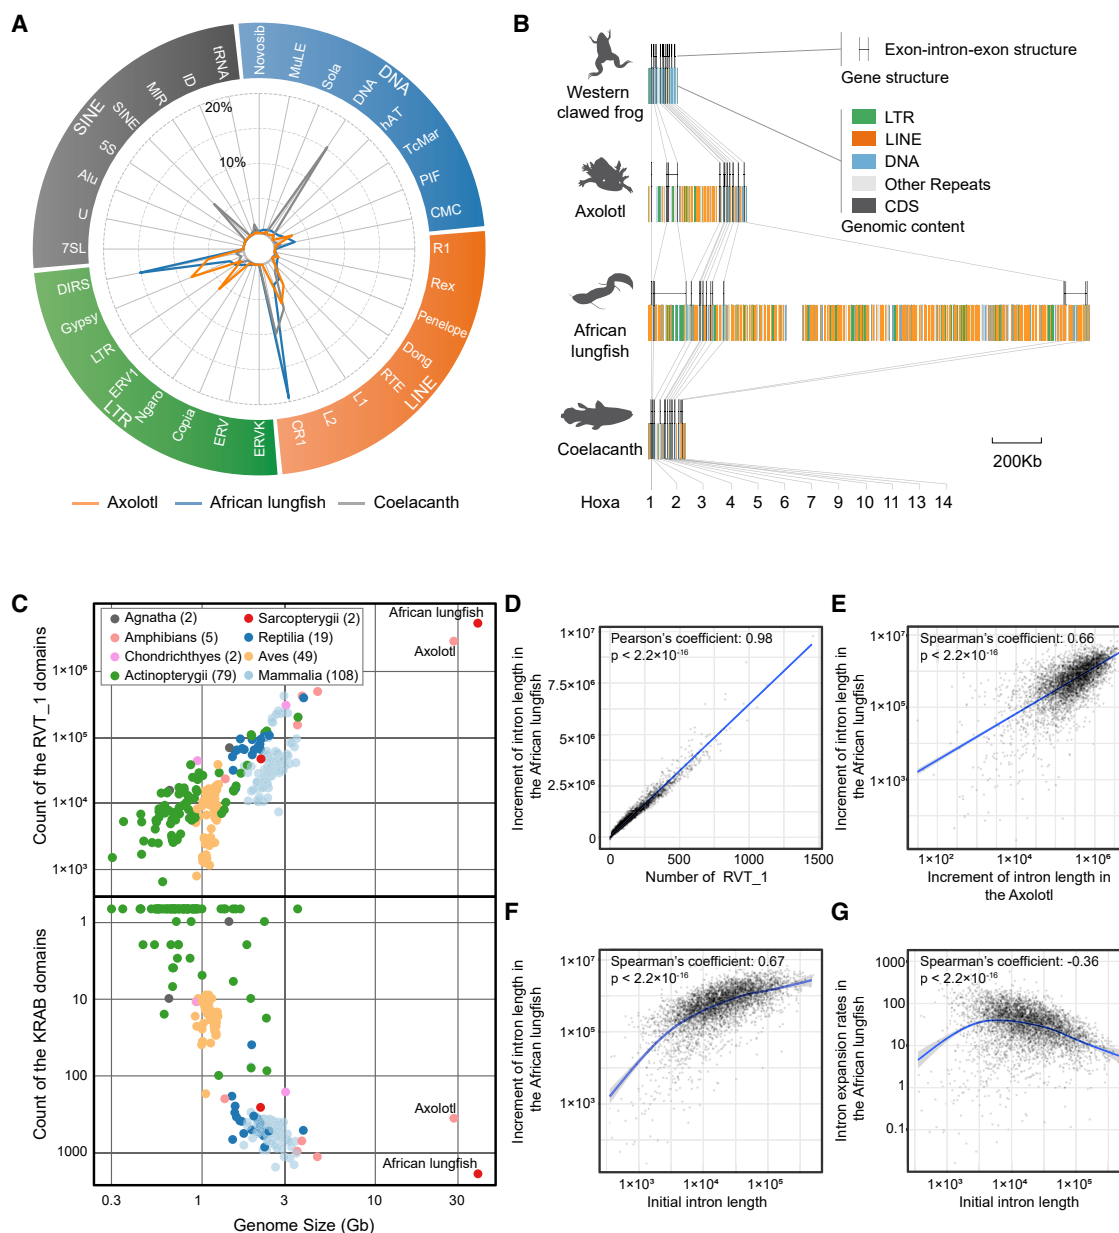 A
Novosib
MuLE
Sola
DNA
hAT
TcMar
PIF
CMC
DNA
R1
Rex
Penelope
Dong
RTE
L1
L2
CR1
LINE
ERVK
ERV
Copia
Ngaro
ERV1
LTR
Gypsy
DIRS
LTR
7SL
U
Alu
5S
SINE
MIR
ID
tRNA
SINE
20%
10%
Axolotl
African lungfish
Coelacanth
B
Western
clawed frog
Axolotl
African
lungfish
Coelacanth
Exon-intron-exon structure
Gene structure
LTR
LINE
DNA
Other Repeats
CDS
Genomic content
200Kb
Hoxa 1 2 3 4 5 6 7 9 10 11 13 14
C
Agnatha (2)
Amphibians (5)
Chondrichthyes (2)
Actinopterygii (79)
Sarcopterygii (2)
Reptilia (19)
Aves (49)
Mammalia (108)
African lungfish
Axolotl
Count of the RVT_1 domains
1×10⁶
1×10⁵
1×10⁴
1×10³
Count of the KRAB domains
1
10
100
1000
Axolotl
African lungfish
0.3 1 3 10 30
Genome Size (Gb)
D
Pearson's coefficient: 0.98
p < 2.2×10⁻¹⁶
Increment of intron length in
the African lungfish
1×10⁷
7.5×10⁶
5×10⁶
2.5×10⁶
0
0 500 1000 1500
Number of RVT_1
E
Spearman's coefficient: 0.66
p < 2.2×10⁻¹⁶
Increment of intron length in
the African lungfish
1×10⁷
1×10⁵
1×10³
1×10² 1×10⁴ 1×10⁶
Increment of intron length in
the Axolotl
F
Spearman's coefficient: 0.67
p < 2.2×10⁻¹⁶
Increment of intron length in
the African lungfish
1×10⁷
1×10⁵
1×10³
1×10³ 1×10⁴ 1×10⁵
Initial intron length
G
Spearman's coefficient: -0.36
p < 2.2×10⁻¹⁶
Intron expansion rates in
the African lungfish
1000
100
10
1
0.1
1×10³ 1×10⁴ 1×10⁵
Initial intron length